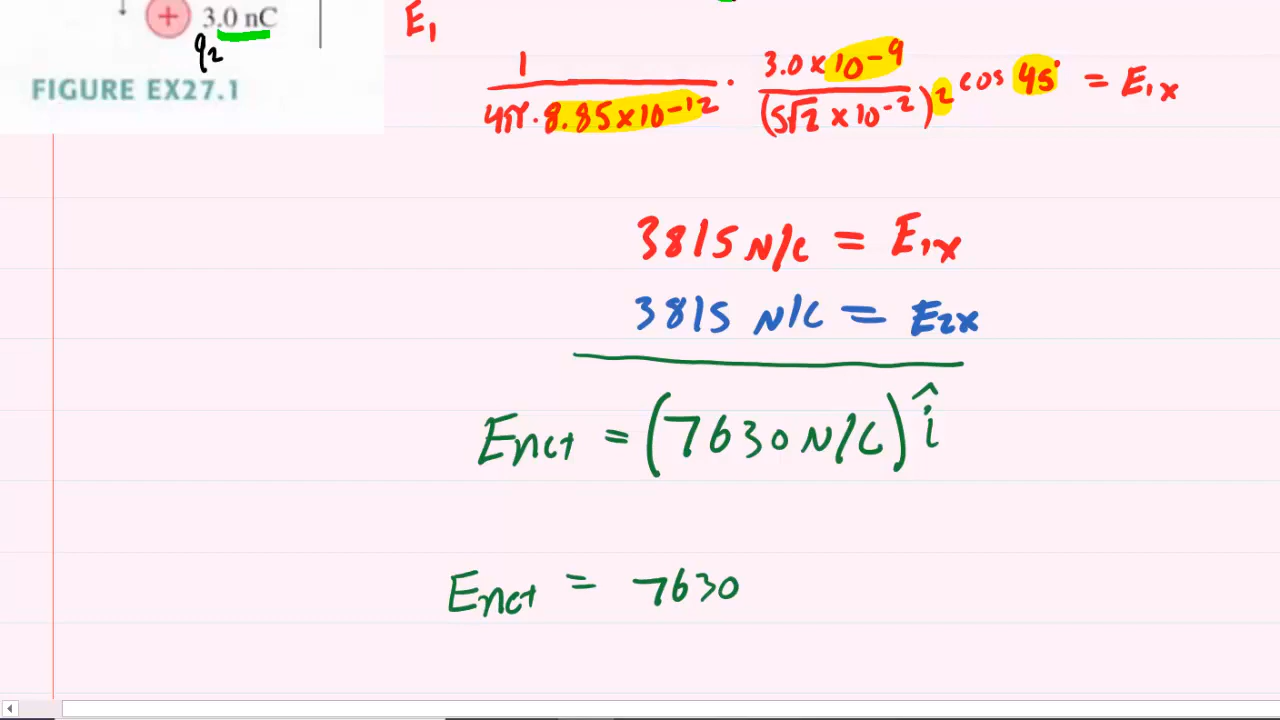 3.0 nC
q2
FIGURE EX27.1
E1
1 / (4π · 8.85 x 10^-12) · 3.0 x 10^-9 / (5√2 x 10^-2)^2 cos 45° = E1x
3815 N/C = E1x
3815 N/C = E2x
Enet = (7630 N/C) î
Enet = 7630